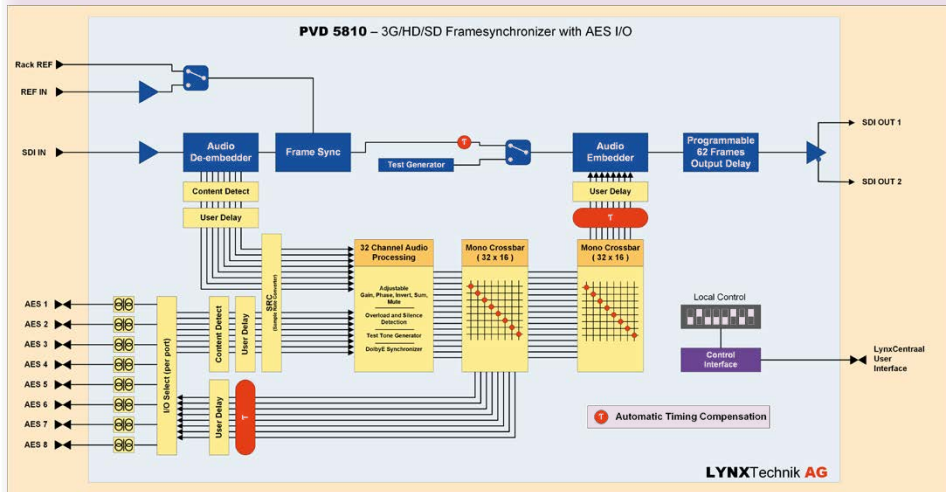 PVD 5810 – 3G/HD/SD Framesynchronizer with AES I/O
Rack REF
REF IN
SDI IN
Audio
De-embedder
Frame Sync
T
Test Generator
Audio
Embedder
Programmable
62 Frames
Output Delay
SDI OUT 1
SDI OUT 2
Content Detect
User Delay
User Delay
T
32 Channel Audio
Processing
Adjustable
Gain, Phase, Invert, Sum,
Mute
Overload and Silence
Detection
Test Tone Generator
DolbyE Synchronizer
Mono Crossbar
( 32 x 16 )
Mono Crossbar
( 32 x 16 )
SRC
(Sample Rate Converter)
AES 1
AES 2
AES 3
AES 4
AES 5
AES 6
AES 7
AES 8
I/O Select (per port)
Content Detect
User Delay
User Delay
T
Local Control
Control
Interface
LynxCentraal
User
Interface
T Automatic Timing Compensation
LYNXTechnik AG